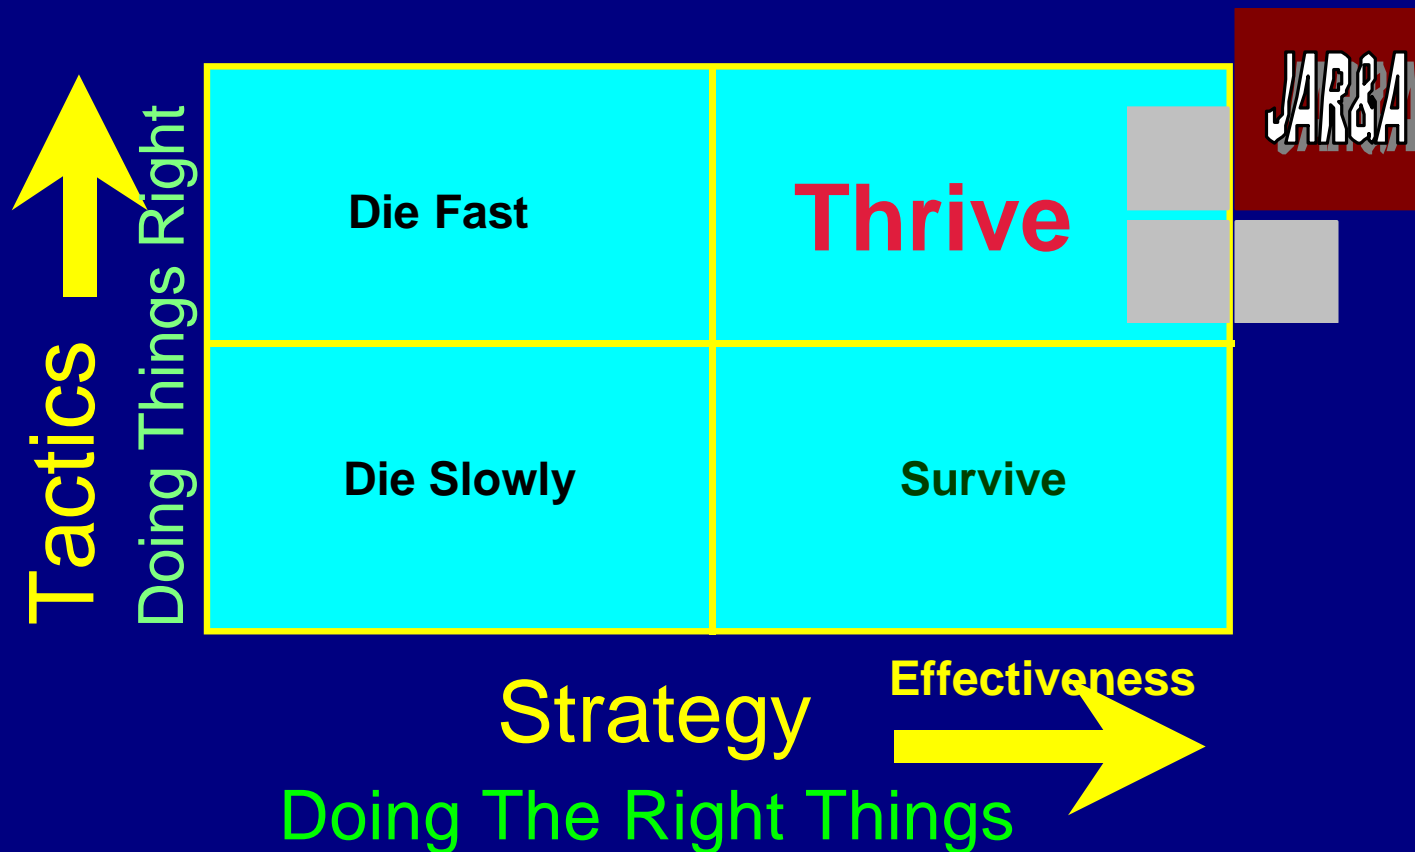 JAR&A
Die Fast
Thrive
Die Slowly
Survive
Tactics
Doing Things Right
Effectiveness
Strategy
Doing The Right Things